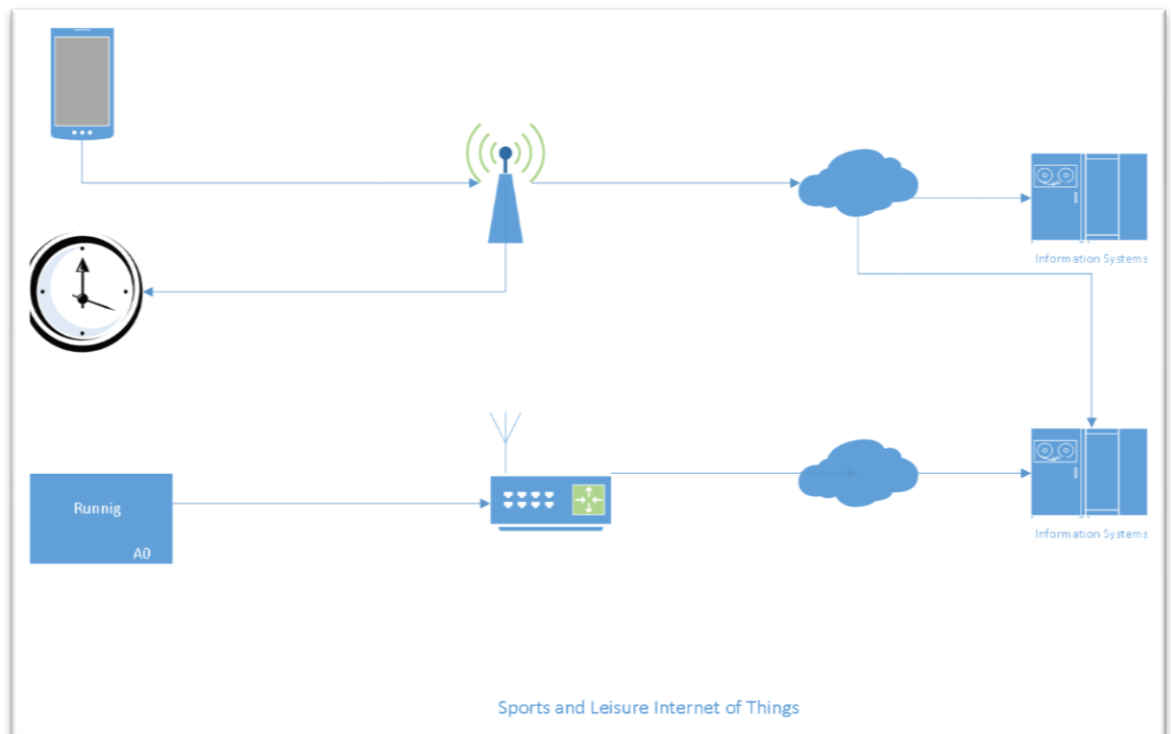 Information Systems
Runnig
A0
Information Systems
Sports and Leisure Internet of Things